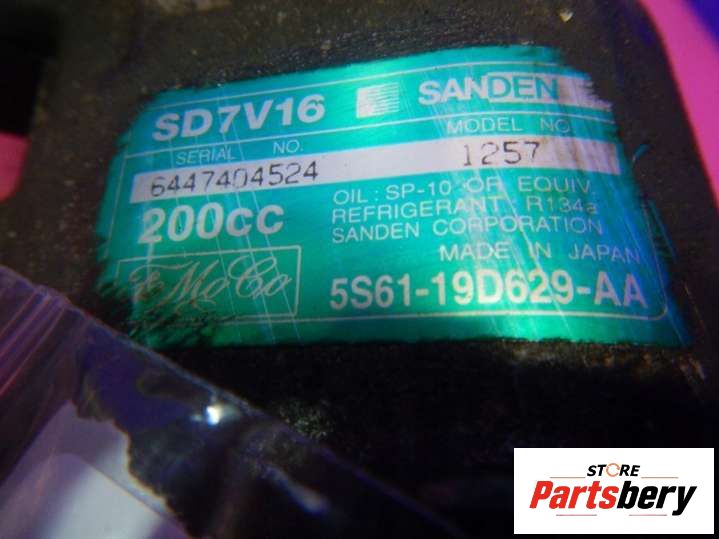 SD7V16 SANDEN
SERIAL NO. MODEL NO.
6447404524 1257
OIL : SP-10 OR EQUIV.
200cc REFRIGERANT : R134a
SANDEN CORPORATION
MADE IN JAPAN
MoCo 5S61-19D629-AA
STORE
Partsbery